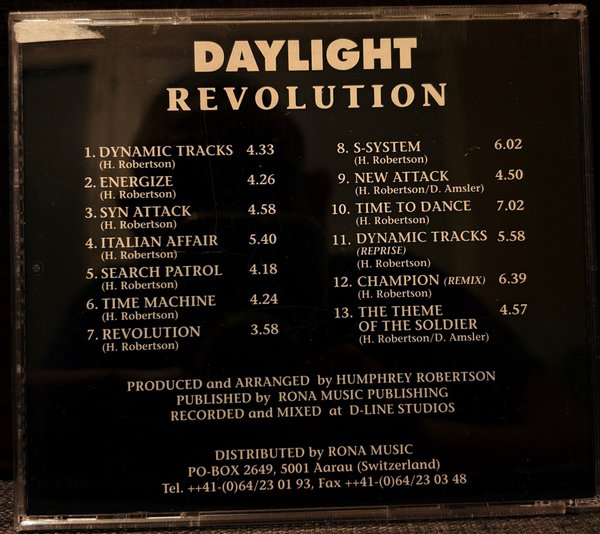 DAYLIGHT
REVOLUTION
1. DYNAMIC TRACKS 4.33
(H. Robertson)
2. ENERGIZE 4.26
(H. Robertson)
3. SYN ATTACK 4.58
(H. Robertson)
4. ITALIAN AFFAIR 5.40
(H. Robertson)
5. SEARCH PATROL 4.18
(H. Robertson)
6. TIME MACHINE 4.24
(H. Robertson)
7. REVOLUTION 3.58
(H. Robertson)
8. S-SYSTEM 6.02
(H. Robertson)
9. NEW ATTACK 4.50
(H. Robertson/D. Amsler)
10. TIME TO DANCE 7.02
(H. Robertson)
11. DYNAMIC TRACKS 5.58
(REPRISE)
(H. Robertson)
12. CHAMPION (REMIX) 6.39
(H. Robertson)
13. THE THEME 4.57
OF THE SOLDIER
(H. Robertson/D. Amsler)
PRODUCED and ARRANGED by HUMPHREY ROBERTSON
PUBLISHED by RONA MUSIC PUBLISHING
RECORDED and MIXED at D-LINE STUDIOS
DISTRIBUTED by RONA MUSIC
PO-BOX 2649, 5001 Aarau (Switzerland)
Tel. ++41-(0)64/23 01 93, Fax ++41-(0)64/23 03 48